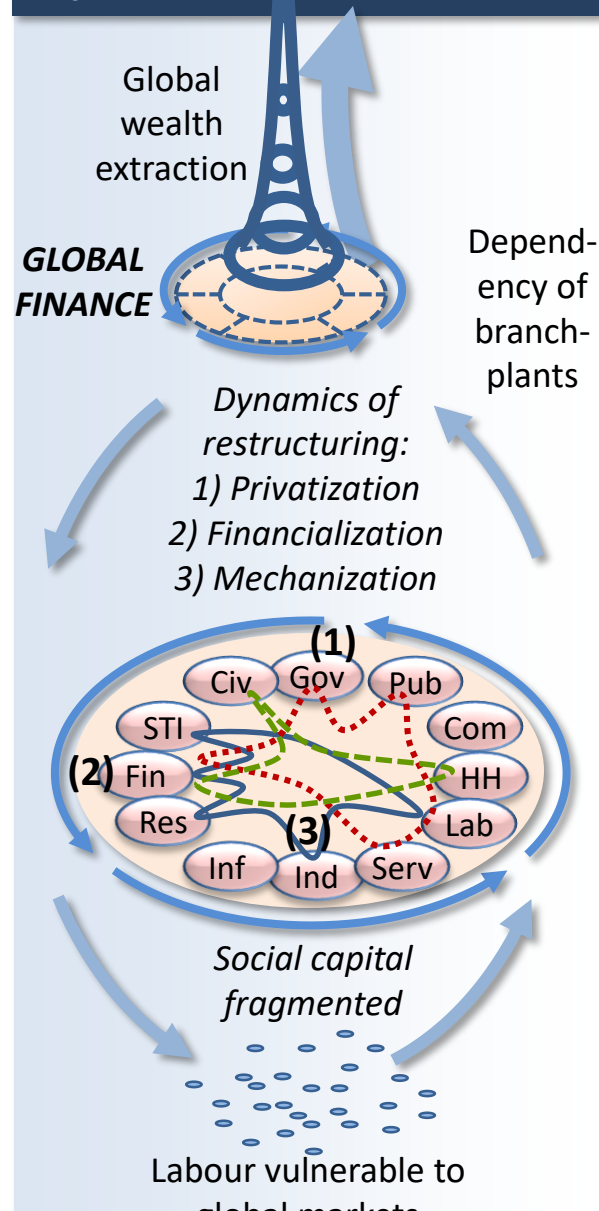 Global
wealth
extraction
GLOBAL
FINANCE
Depend-
ency of
branch-
plants
Dynamics of
restructuring:
1) Privatization
2) Financialization
3) Mechanization
(1)
Civ
Gov
Pub
STI
Com
(2)
Fin
HH
Res
Lab
(3)
Inf
Ind
Serv
Social capital
fragmented
Labour vulnerable to
global markets